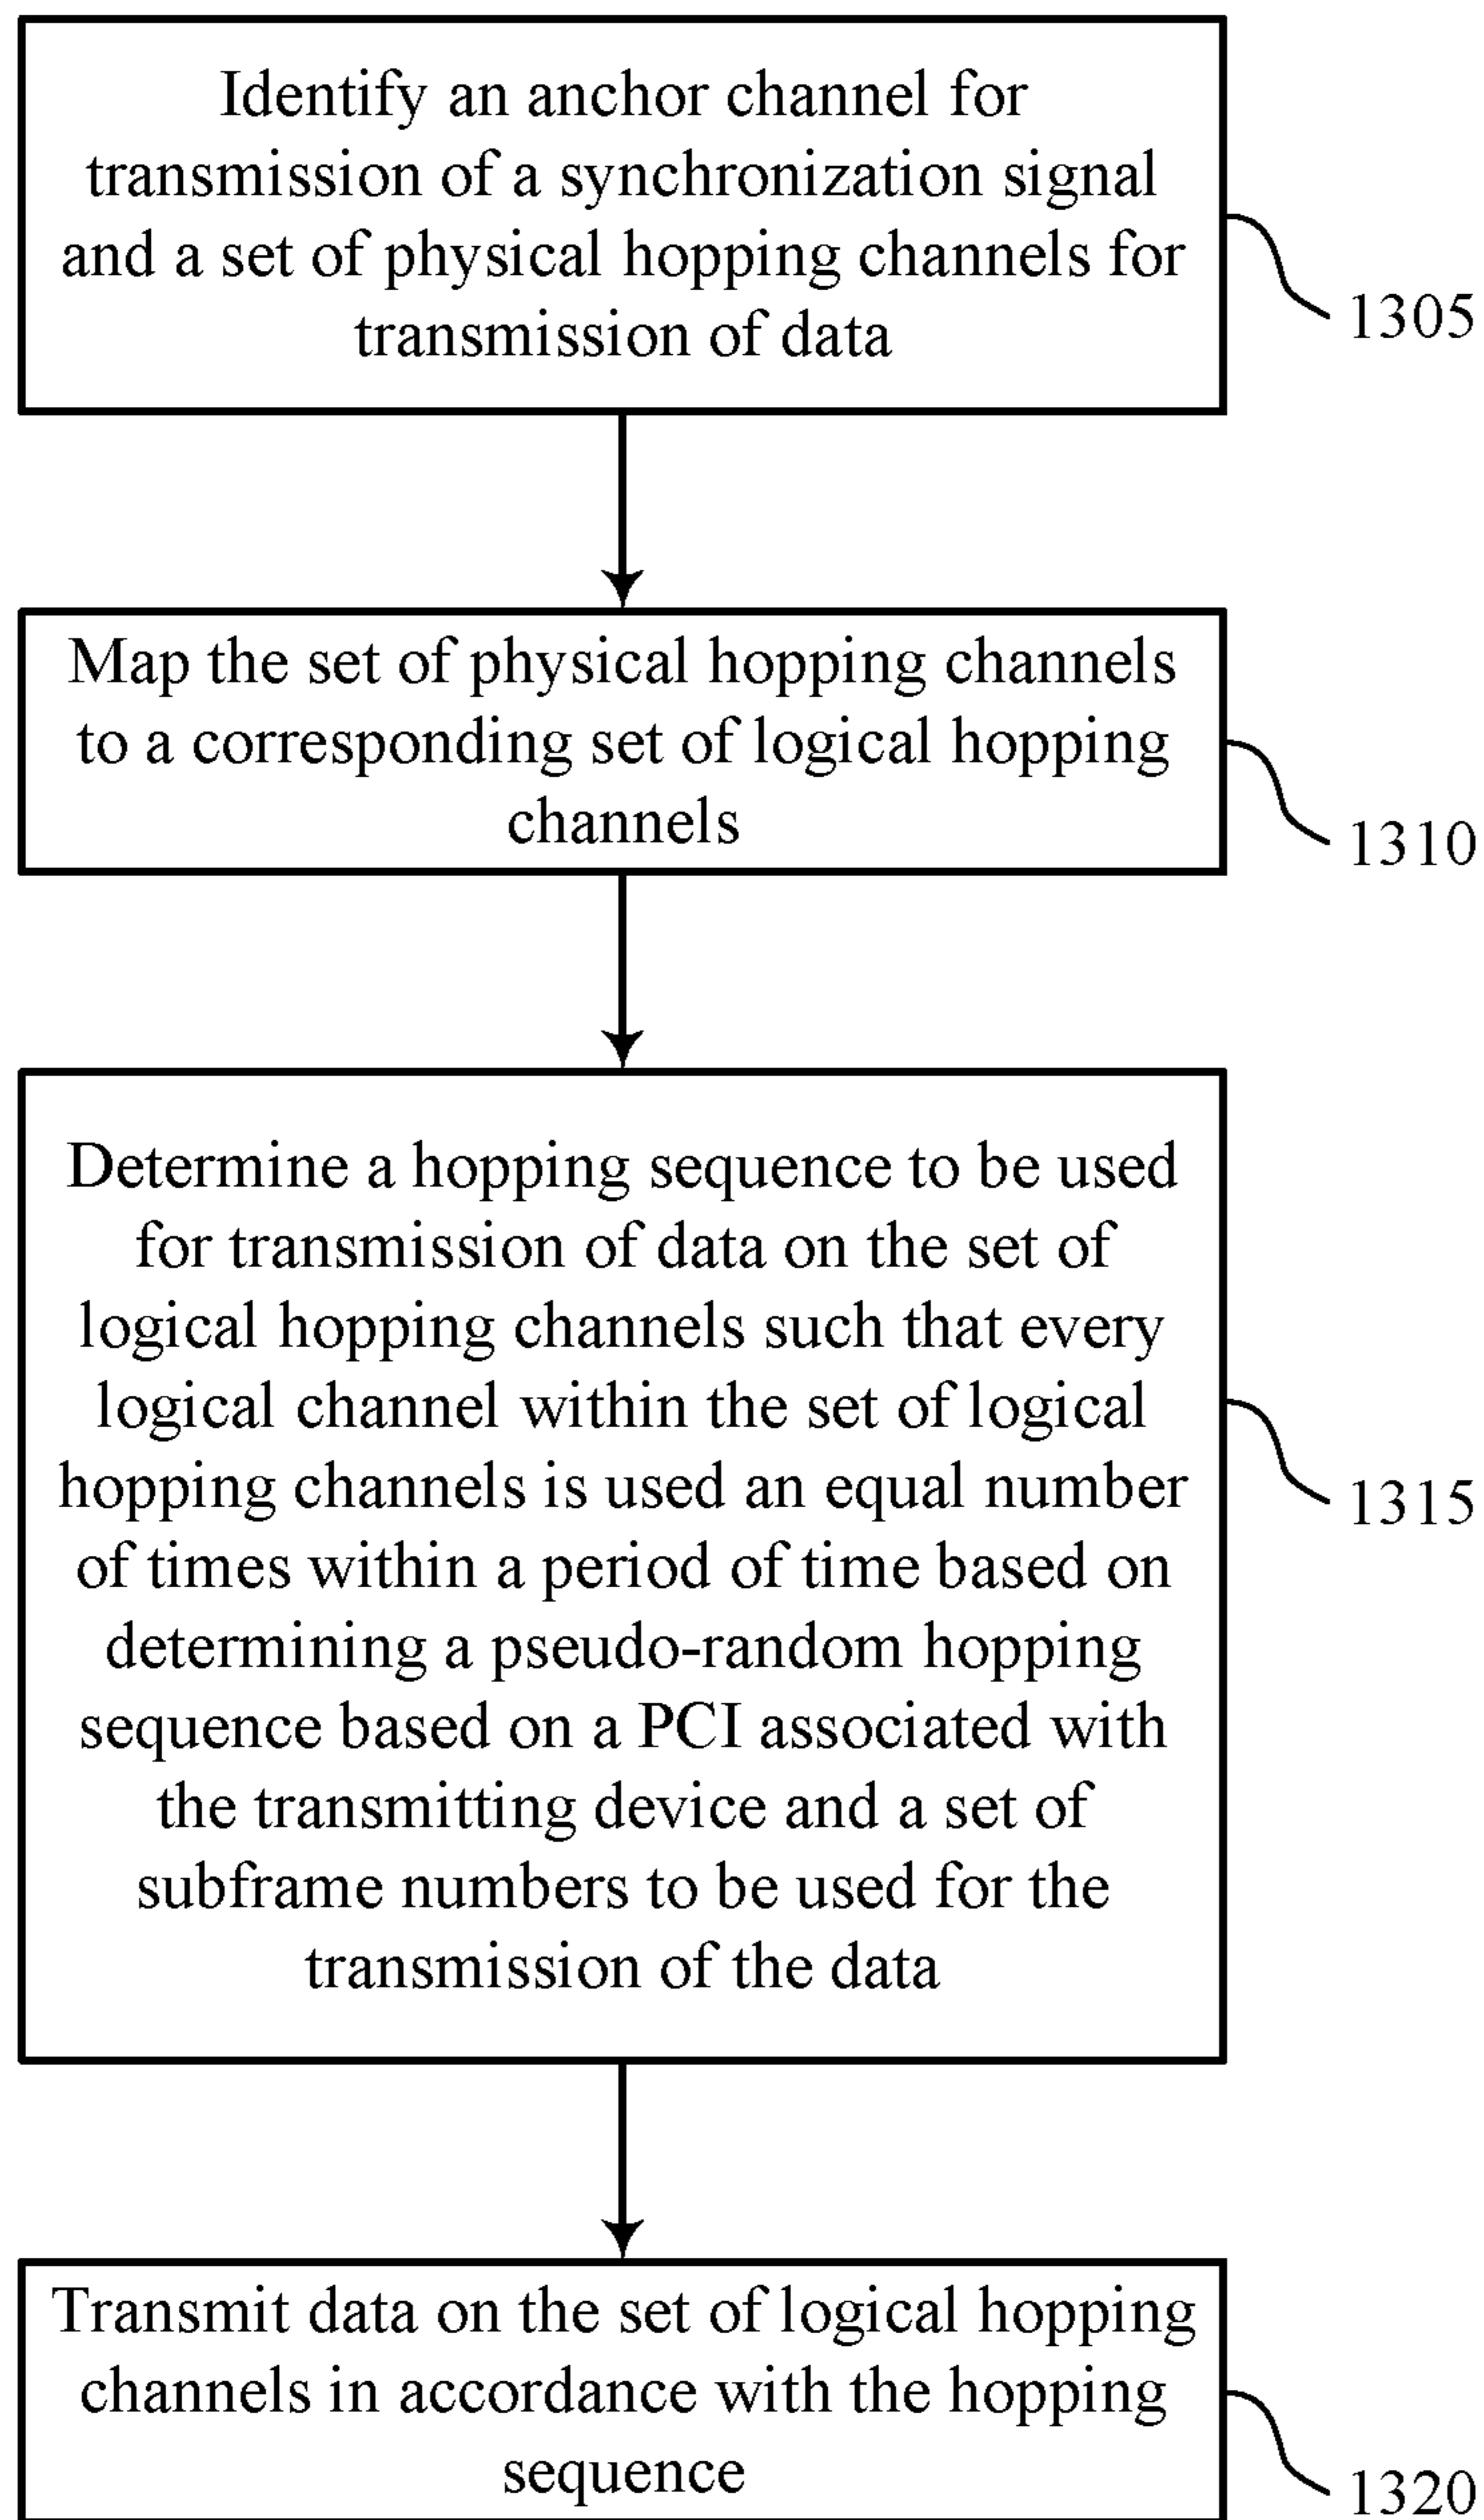 Identify an anchor channel for
transmission of a synchronization signal
and a set of physical hopping channels for
transmission of data
1305
Map the set of physical hopping channels
to a corresponding set of logical hopping
channels
1310
Determine a hopping sequence to be used
for transmission of data on the set of
logical hopping channels such that every
logical channel within the set of logical
hopping channels is used an equal number
of times within a period of time based on
determining a pseudo-random hopping
sequence based on a PCI associated with
the transmitting device and a set of
subframe numbers to be used for the
transmission of the data
1315
Transmit data on the set of logical hopping
channels in accordance with the hopping
sequence
1320